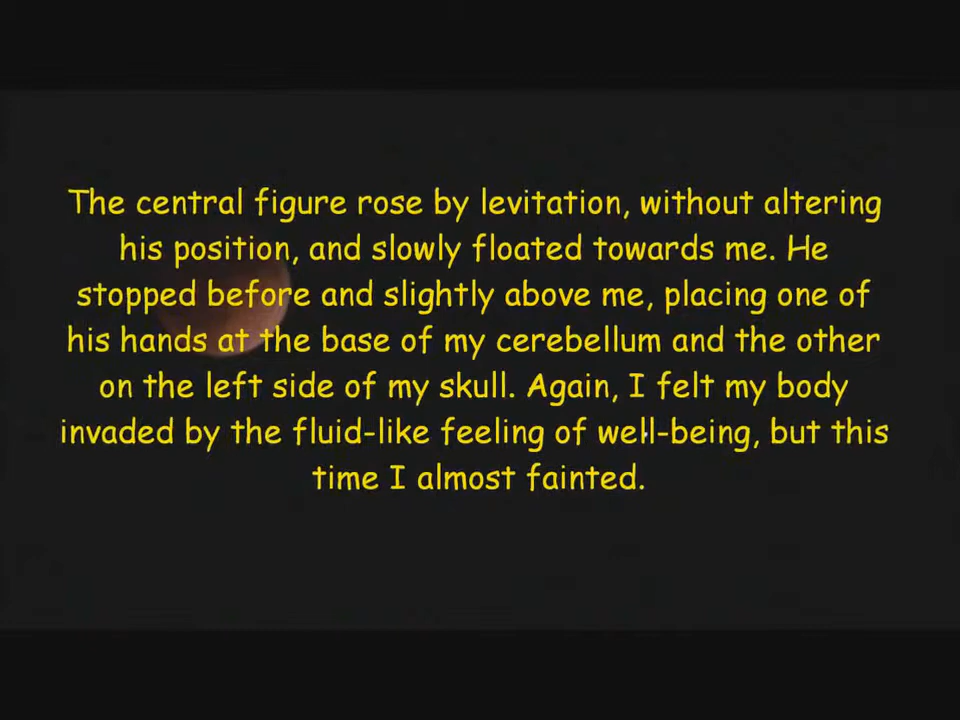 The central figure rose by levitation, without altering
his position, and slowly floated towards me. He
stopped before and slightly above me, placing one of
his hands at the base of my cerebellum and the other
on the left side of my skull. Again, I felt my body
invaded by the fluid-like feeling of well-being, but this
time I almost fainted.